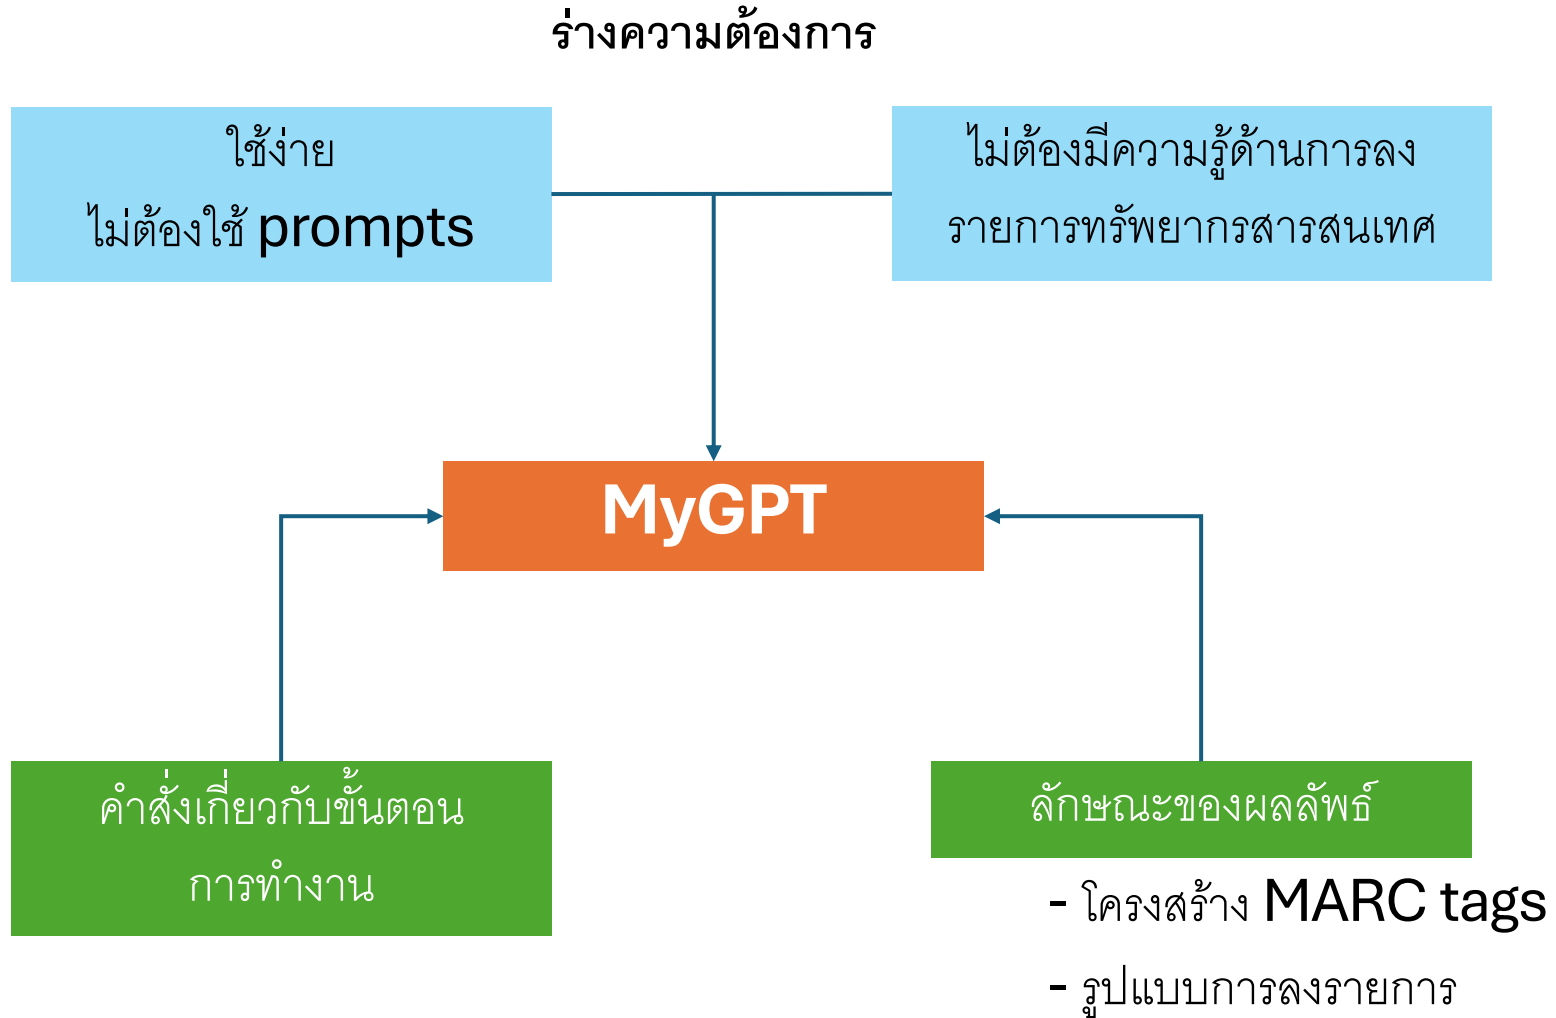 ร่างความต้องการ
ใช้ง่าย
ไม่ต้องใช้ prompts
ไม่ต้องมีความรู้ด้านการลง
รายการทรัพยากรสารสนเทศ
MyGPT
คำสั่งเกี่ยวกับขั้นตอน
การทำงาน
ลักษณะของผลลัพธ์
- โครงสร้าง MARC tags
- รูปแบบการลงรายการ